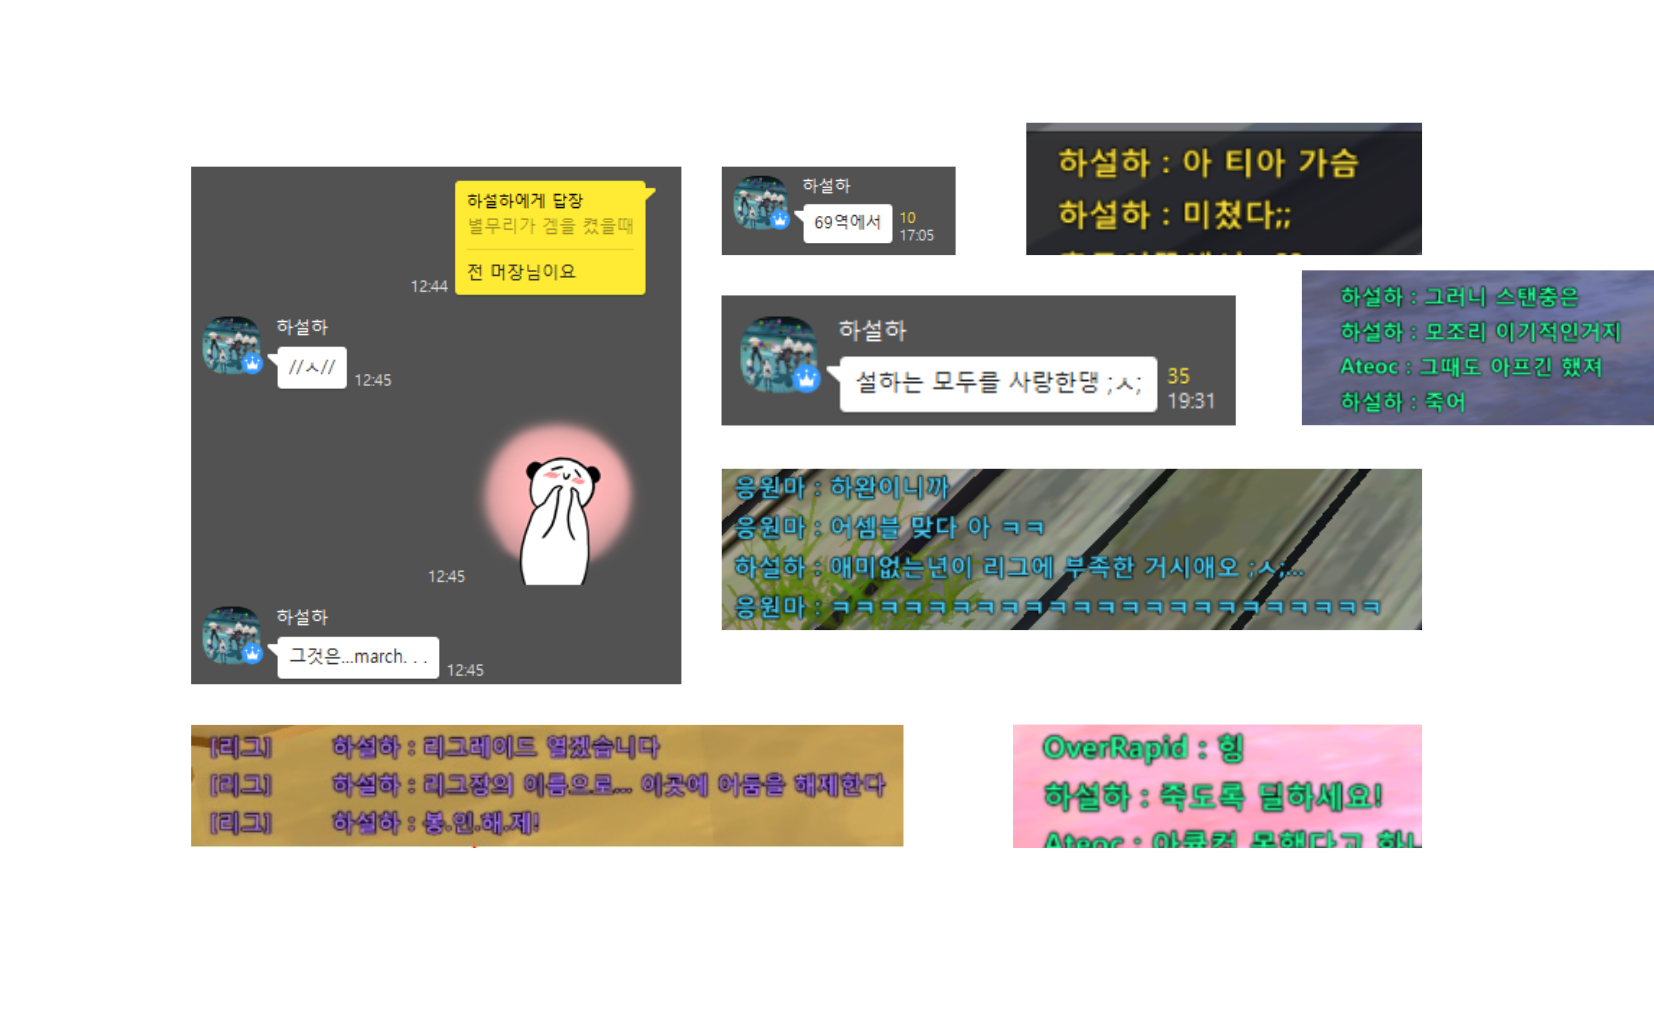 하설하에게 답장
별무리가 겜을 켰을때
전 머장님이요
12:44
하설하
//ㅅ//
12:45
12:45
하설하
그것은...march. . .
12:45
하설하
69역에서
10
17:05
하설하 : 아 티아 가슴
하설하 : 미쳤다;;
하설하
설하는 모두를 사랑한댕 ;ㅅ;
35
19:31
하설하 : 그러니 스탠충은
하설하 : 모조리 이기적인거지
Ateoc : 그때도 아프긴 했져
하설하 : 죽어
응원마 : 하완이니까
응원마 : 어셈블 맞다 아 ㅋㅋ
하설하 : 애미없는년이 리그에 부족한 거시애오 ;ㅅ;...
응원마 : ㅋㅋㅋㅋㅋㅋㅋㅋㅋㅋㅋㅋㅋㅋㅋㅋㅋㅋㅋㅋㅋㅋㅋ
[리그] 하설하 : 리그레이드 열겠습니다
[리그] 하설하 : 리그장의 이름으로... 이곳에 어둠을 해제한다
[리그] 하설하 : 봉.인.해.제!
OverRapid : 힝
하설하 : 죽도록 딜하세요!
Ateoc : 아큘컷 못했다고 하니